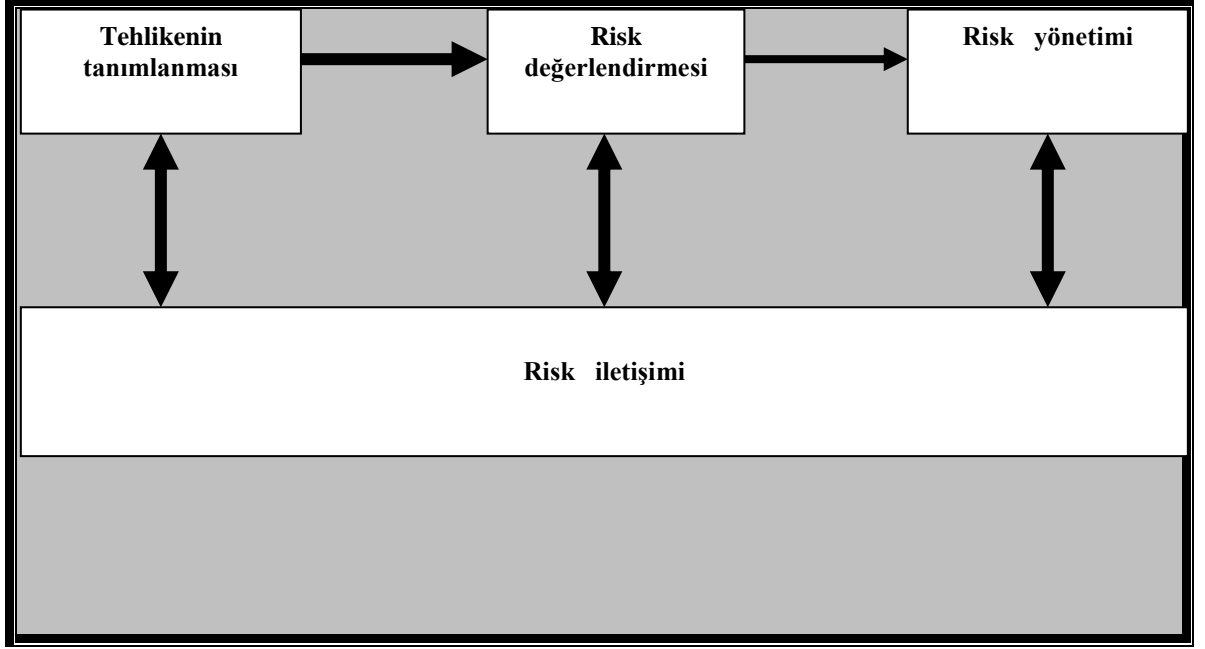 Tehlikenin
tanımlanması
Risk
değerlendirmesi
Risk yönetimi
Risk iletişimi